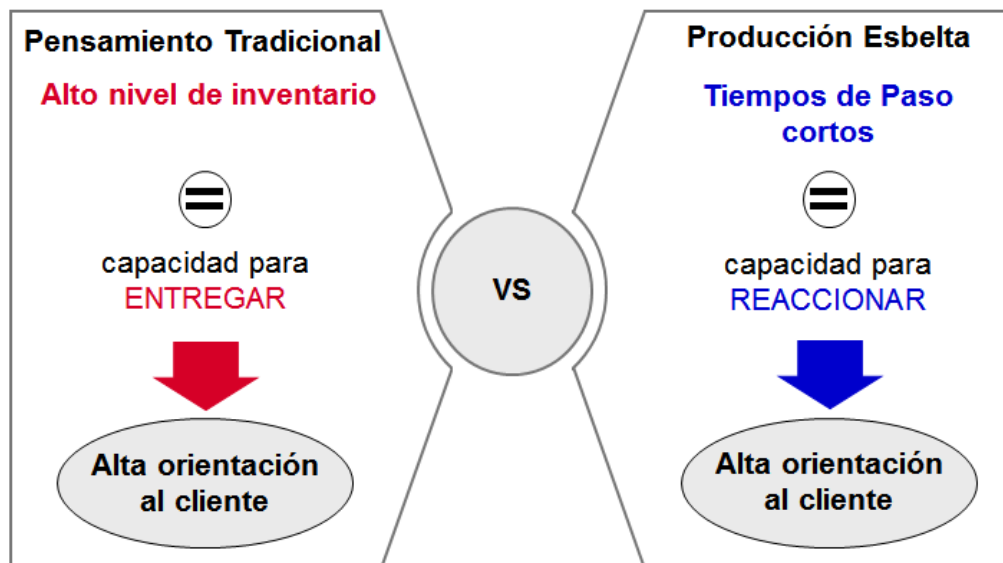 Pensamiento Tradicional
Alto nivel de inventario
=
capacidad para
ENTREGAR
Alta orientación
al cliente
VS
Producción Esbelta
Tiempos de Paso
cortos
=
capacidad para
REACCIONAR
Alta orientación
al cliente